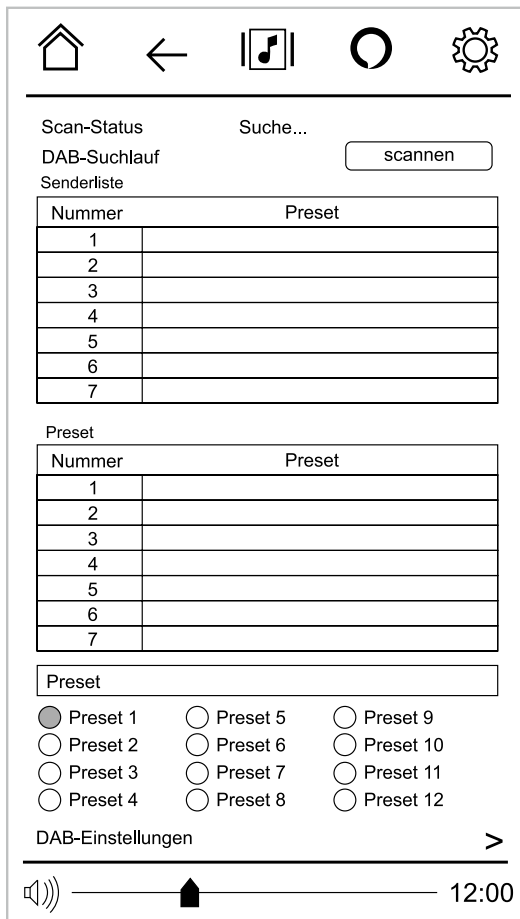 Scan-Status Suche...
DAB-Suchlauf scannen
Senderliste
Nummer Preset
1
2
3
4
5
6
7
Preset
Nummer Preset
1
2
3
4
5
6
7
Preset
Preset 1 Preset 5 Preset 9
Preset 2 Preset 6 Preset 10
Preset 3 Preset 7 Preset 11
Preset 4 Preset 8 Preset 12
DAB-Einstellungen >
12:00